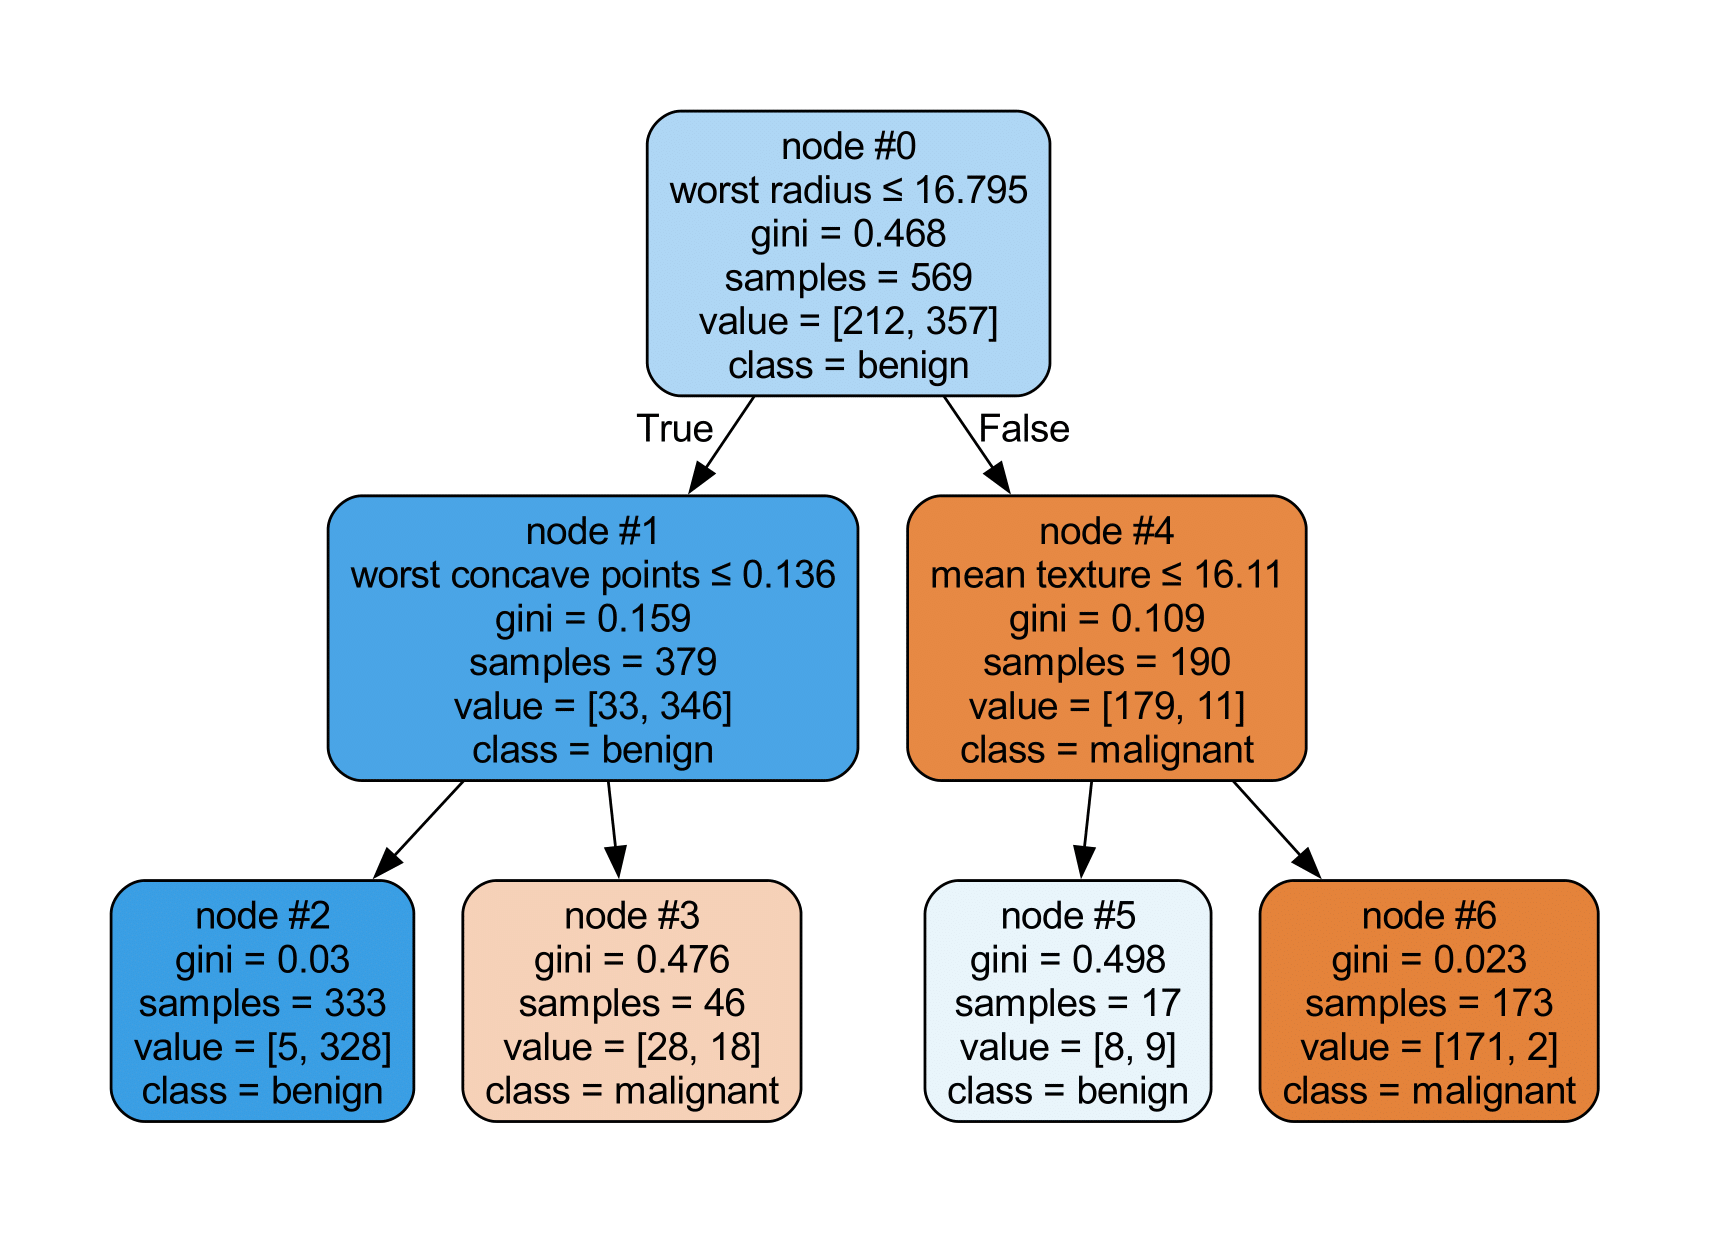 node #0
worst radius ≤ 16.795
gini = 0.468
samples = 569
value = [212, 357]
class = benign
True
False
node #1
worst concave points ≤ 0.136
gini = 0.159
samples = 379
value = [33, 346]
class = benign
node #4
mean texture ≤ 16.11
gini = 0.109
samples = 190
value = [179, 11]
class = malignant
node #2
gini = 0.03
samples = 333
value = [5, 328]
class = benign
node #3
gini = 0.476
samples = 46
value = [28, 18]
class = malignant
node #5
gini = 0.498
samples = 17
value = [8, 9]
class = benign
node #6
gini = 0.023
samples = 173
value = [171, 2]
class = malignant